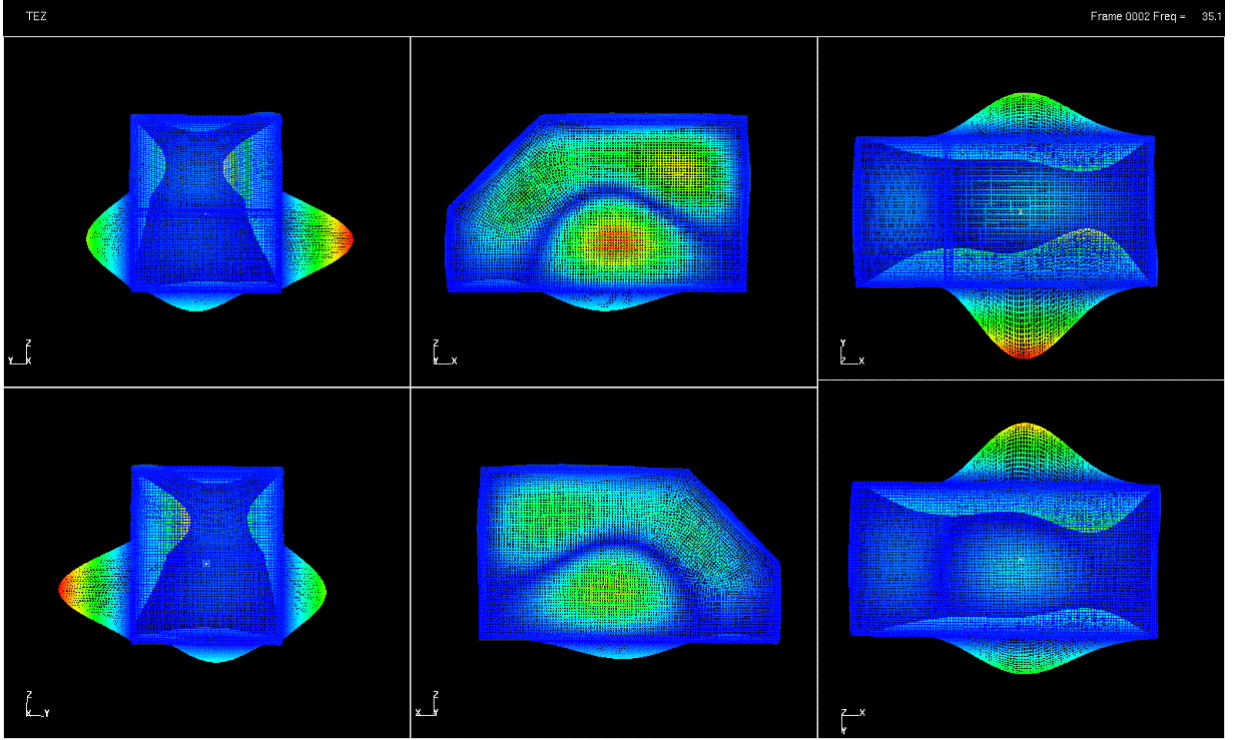 TEZ
Frame 0002 Freq = 35.1
Z
Y X
Z
Y X
Y
Z X
Z
X Y
Z
X Y
Z X
Y